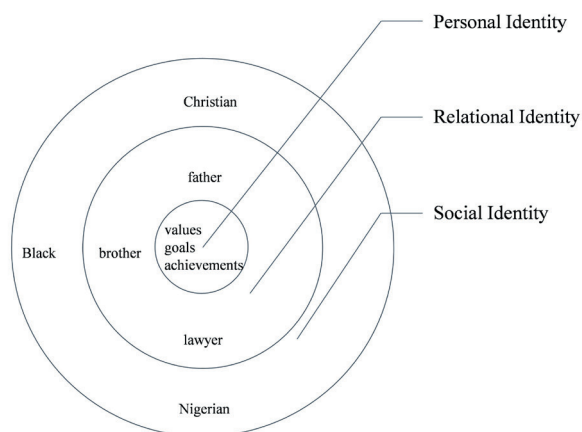 Personal Identity
Christian
Relational Identity
father
Social Identity
values
goals
achievements
Black
brother
lawyer
Nigerian